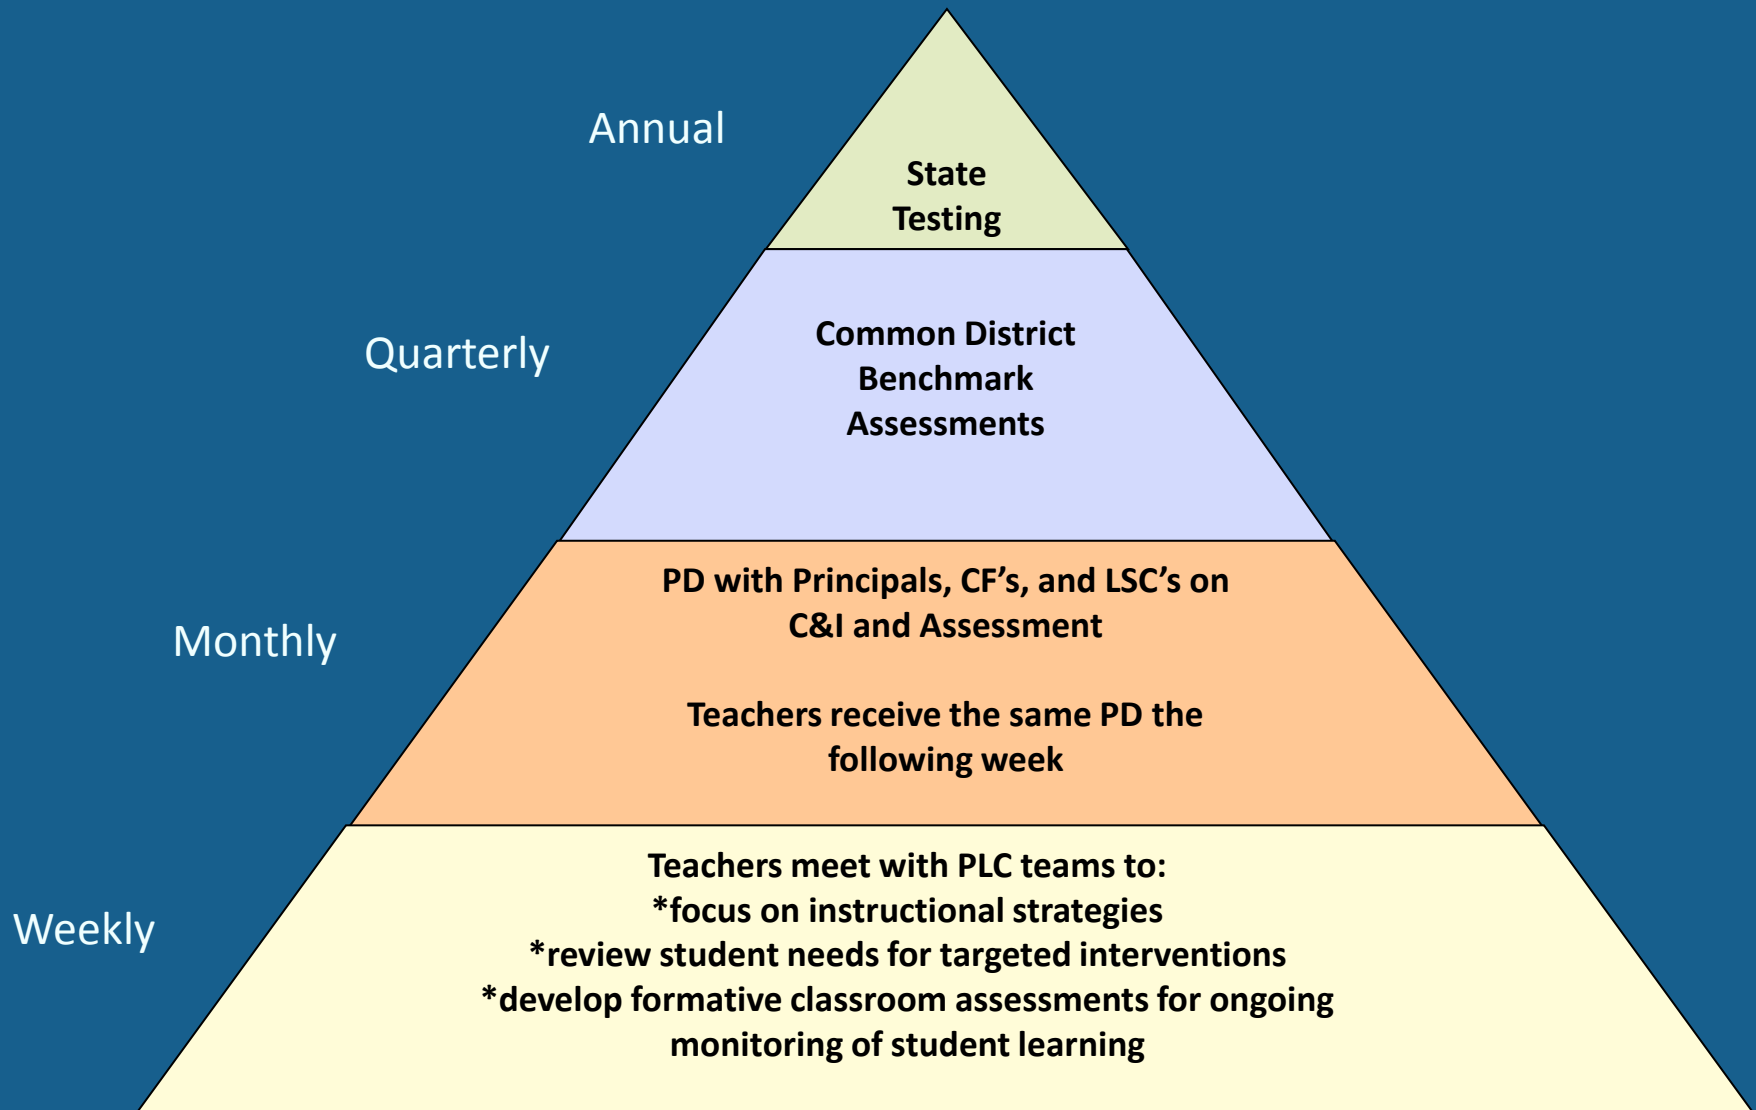 Annual
State
Testing
Quarterly
Common District
Benchmark
Assessments
Monthly
PD with Principals, CF’s, and LSC’s on
C&I and Assessment
Teachers receive the same PD the
following week
Weekly
Teachers meet with PLC teams to:
*focus on instructional strategies
*review student needs for targeted interventions
*develop formative classroom assessments for ongoing
monitoring of student learning